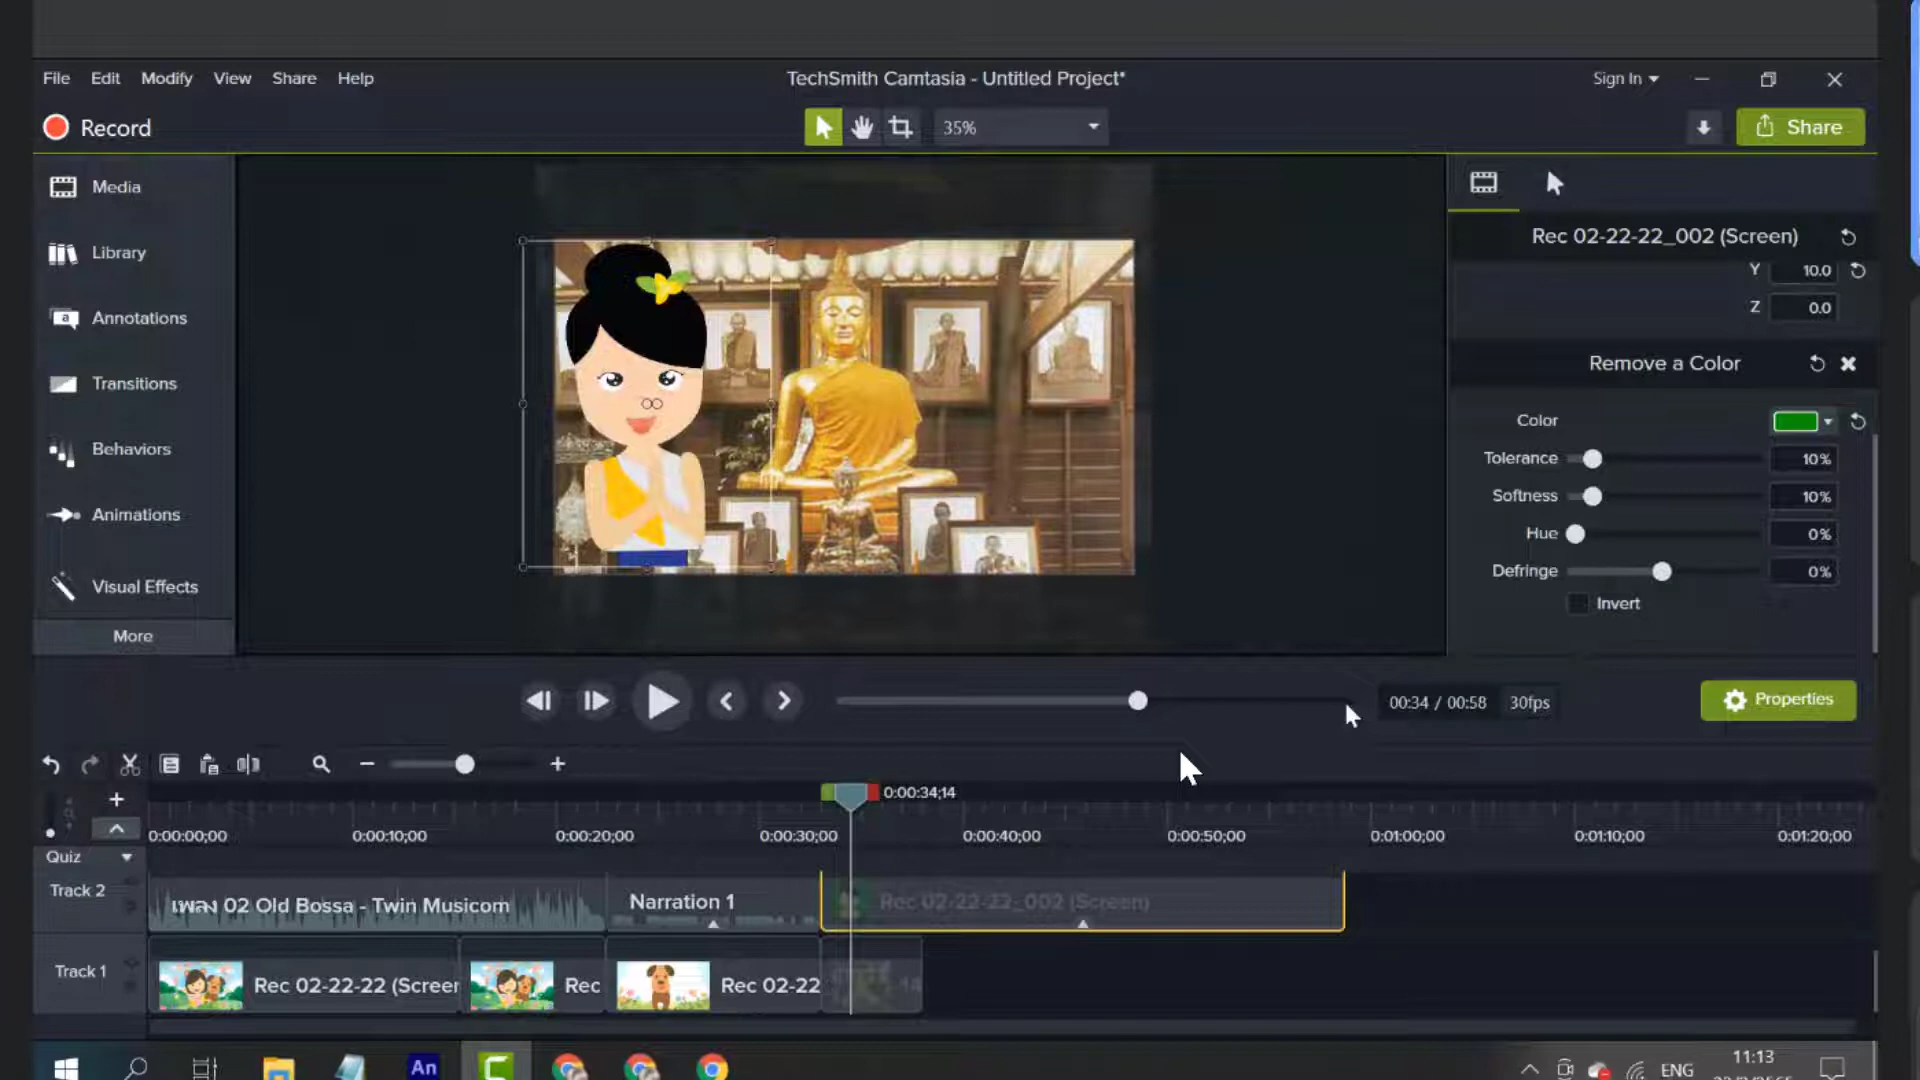 File Edit Modify View Share Help
TechSmith Camtasia - Untitled Project*
Sign In
Record
35%
Share
Media
Library
Annotations
Transitions
Behaviors
Animations
Visual Effects
More
Rec 02-22-22_002 (Screen)
Y 10.0
Z 0.0
Remove a Color
Color
Tolerance 10%
Softness 10%
Hue 0%
Defringe 0%
Invert
00:34 / 00:58 30fps
Properties
0:00:34;14
0:00:00;00 0:00:10;00 0:00:20;00 0:00:30;00 0:00:40;00 0:00:50;00 0:01:00;00 0:01:10;00 0:01:20;00
Quiz
Track 2
เพลง 02 Old Bossa - Twin Musicom
Narration 1
Rec 02-22-22_002 (Screen)
Track 1
Rec 02-22-22 (Screer
Rec
Rec 02-22
An
ENG
11:13